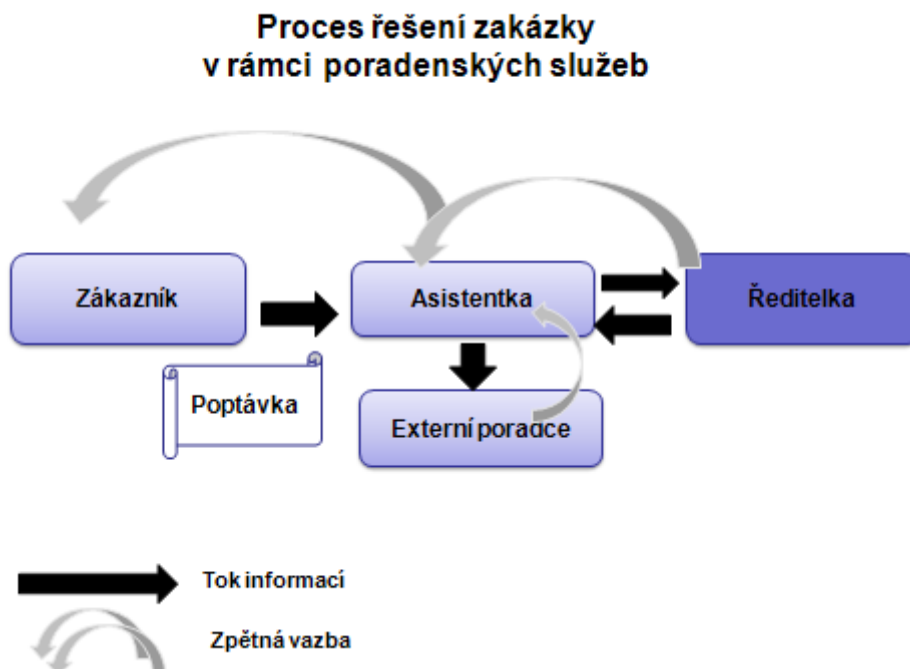 Proces řešení zakázky
v rámci poradenských služeb
Zákazník
Asistentka
Ředitelka
Poptávka
Externí poradce
Tok informací
Zpětná vazba